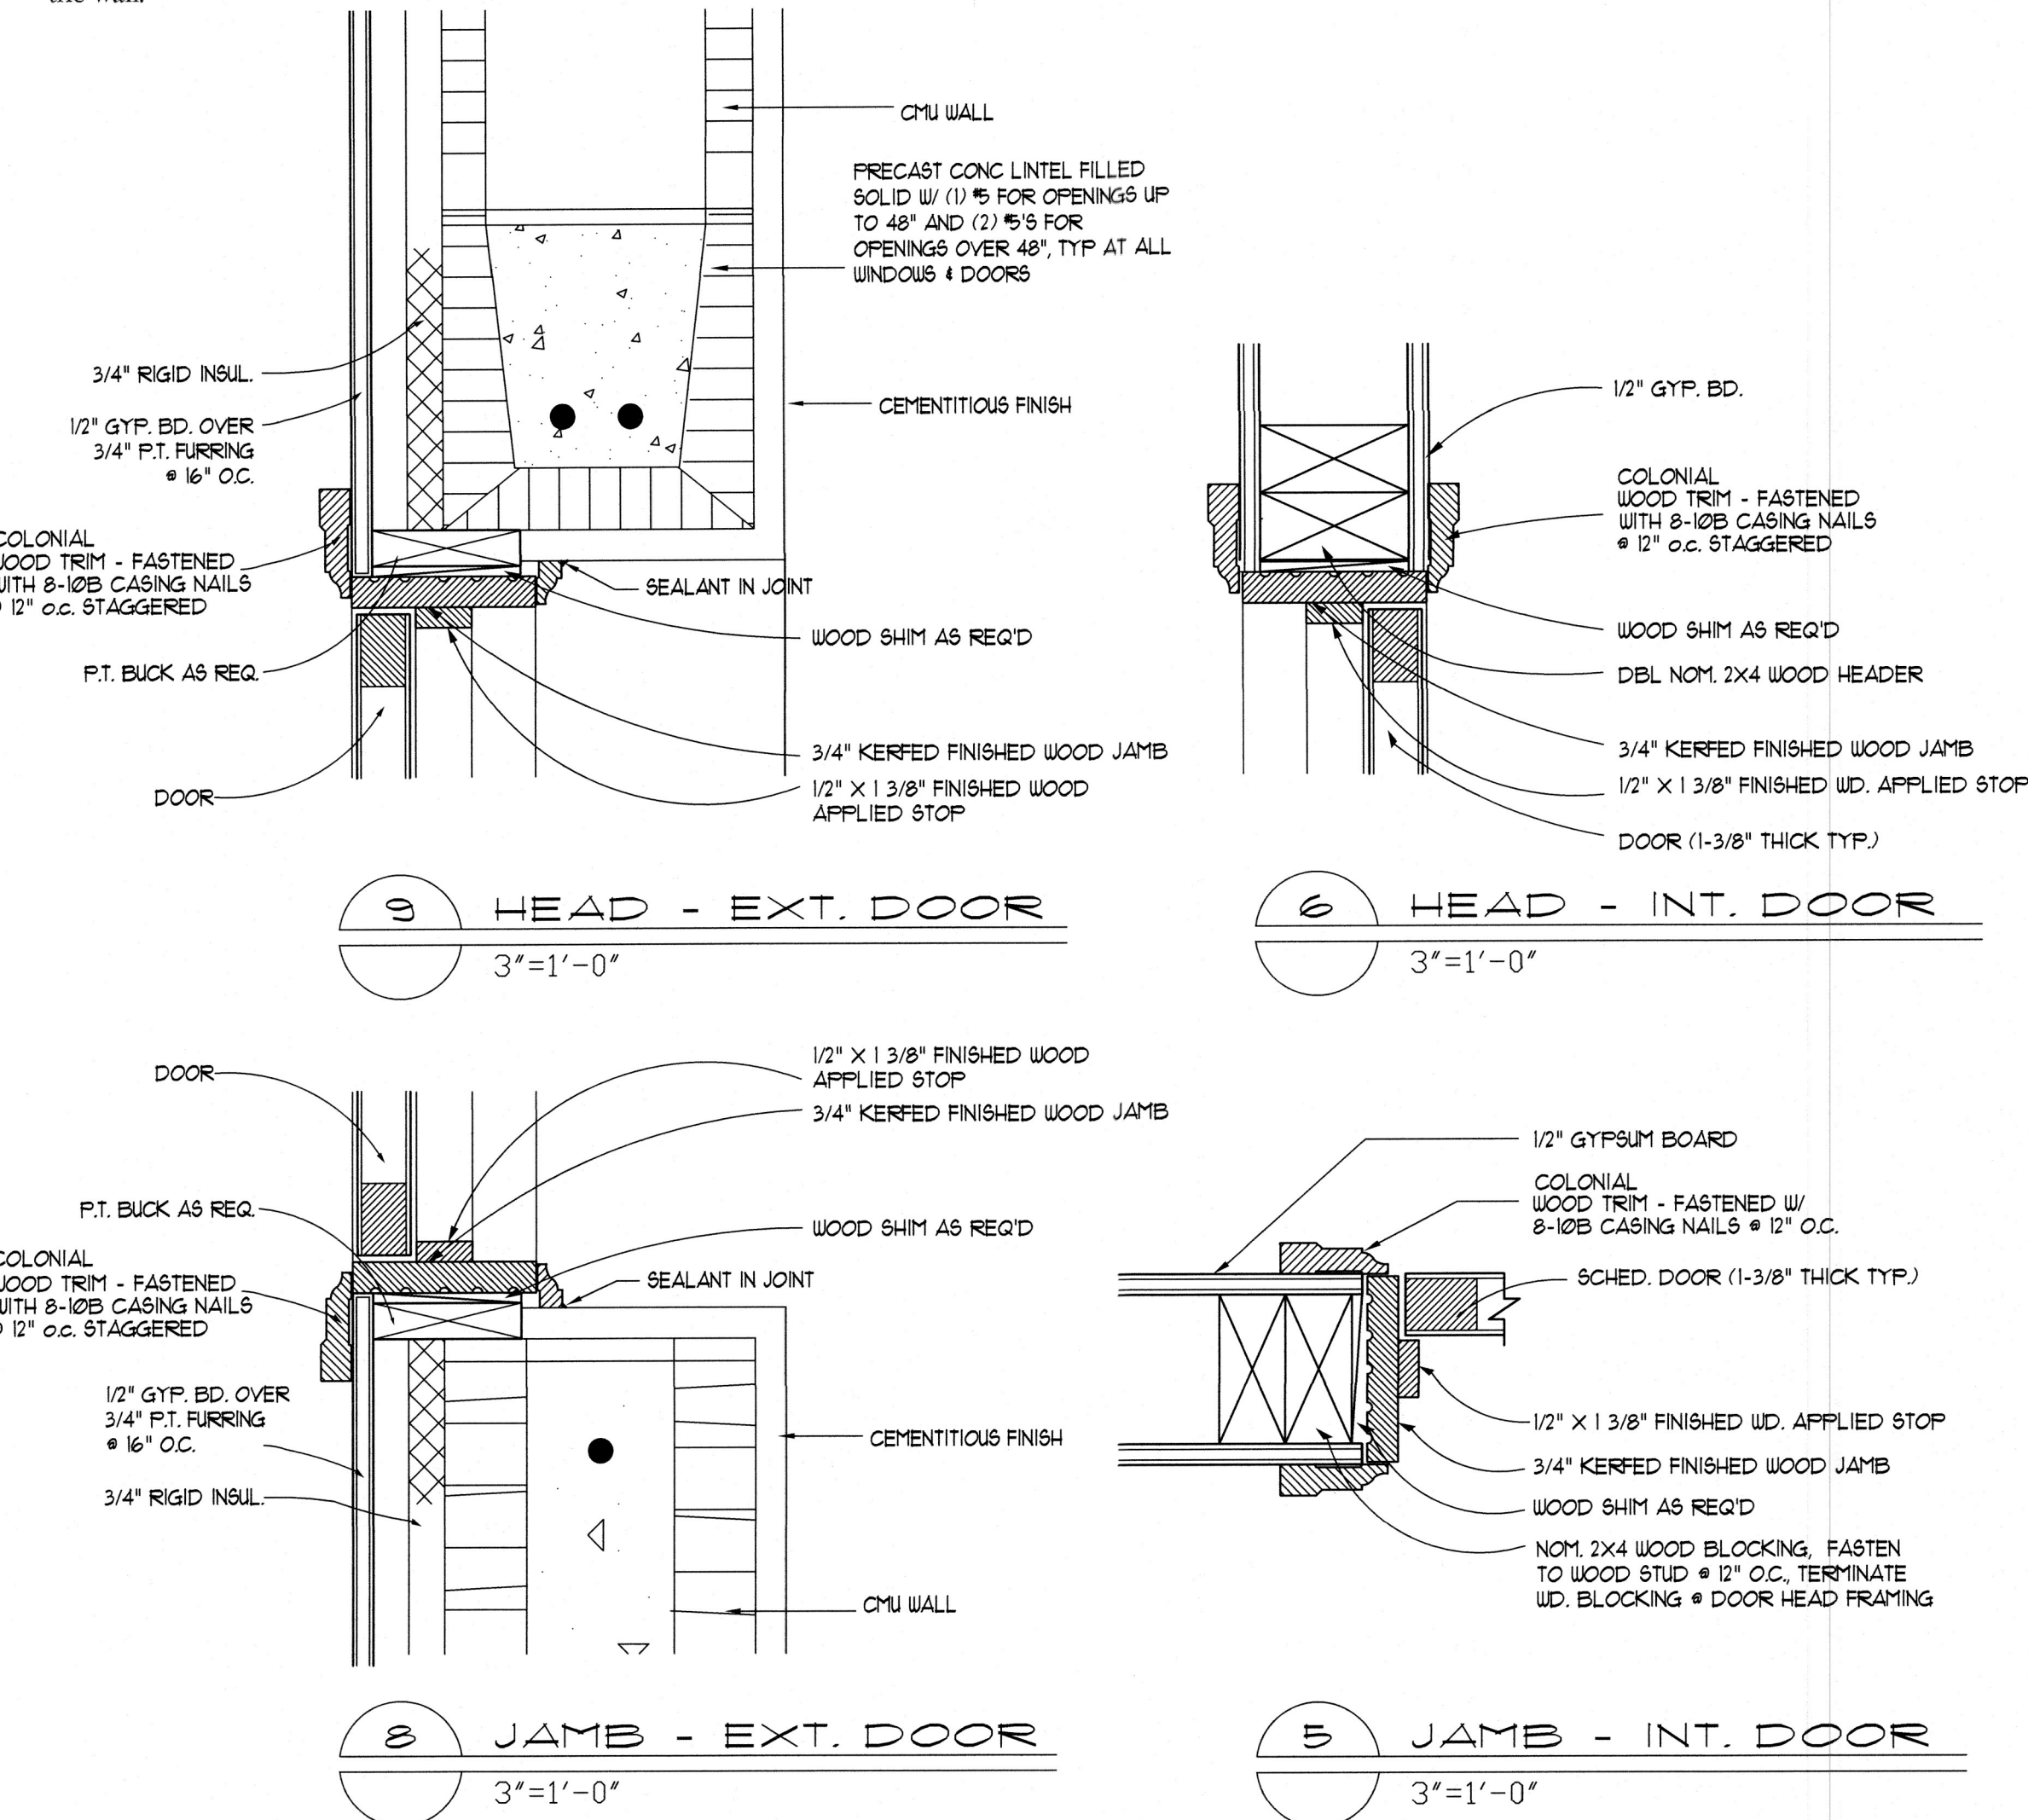 the wall.
CMU WALL
PRECAST CONC LINTEL FILLED
SOLID W/ (1) #5 FOR OPENINGS UP
TO 48" AND (2) #5'S FOR
OPENINGS OVER 48", TYP AT ALL
WINDOWS & DOORS
3/4" RIGID INSUL.
1/2" GYP. BD. OVER
3/4" P.T. FURRING
@ 16" O.C.
CEMENTITIOUS FINISH
COLONIAL
WOOD TRIM - FASTENED
WITH 8-10B CASING NAILS
@ 12" o.c. STAGGERED
SEALANT IN JOINT
WOOD SHIM AS REQ'D
P.T. BUCK AS REQ.
3/4" KERFED FINISHED WOOD JAMB
DOOR
1/2" X 1 3/8" FINISHED WOOD
APPLIED STOP
9 HEAD - EXT. DOOR
3"=1'-0"
1/2" GYP. BD.
COLONIAL
WOOD TRIM - FASTENED
WITH 8-10B CASING NAILS
@ 12" o.c. STAGGERED
WOOD SHIM AS REQ'D
DBL NOM. 2X4 WOOD HEADER
3/4" KERFED FINISHED WOOD JAMB
1/2" X 1 3/8" FINISHED WD. APPLIED STOP
DOOR (1-3/8" THICK TYP.)
6 HEAD - INT. DOOR
3"=1'-0"
DOOR
1/2" X 1 3/8" FINISHED WOOD
APPLIED STOP
3/4" KERFED FINISHED WOOD JAMB
P.T. BUCK AS REQ.
WOOD SHIM AS REQ'D
COLONIAL
WOOD TRIM - FASTENED
WITH 8-10B CASING NAILS
@ 12" o.c. STAGGERED
SEALANT IN JOINT
1/2" GYP. BD. OVER
3/4" P.T. FURRING
@ 16" O.C.
CEMENTITIOUS FINISH
3/4" RIGID INSUL.
CMU WALL
8 JAMB - EXT. DOOR
3"=1'-0"
1/2" GYPSUM BOARD
COLONIAL
WOOD TRIM - FASTENED W/
8-10B CASING NAILS @ 12" O.C.
SCHED. DOOR (1-3/8" THICK TYP.)
1/2" X 1 3/8" FINISHED WD. APPLIED STOP
3/4" KERFED FINISHED WOOD JAMB
WOOD SHIM AS REQ'D
NOM. 2X4 WOOD BLOCKING, FASTEN
TO WOOD STUD @ 12" O.C., TERMINATE
WD. BLOCKING @ DOOR HEAD FRAMING
5 JAMB - INT. DOOR
3"=1'-0"